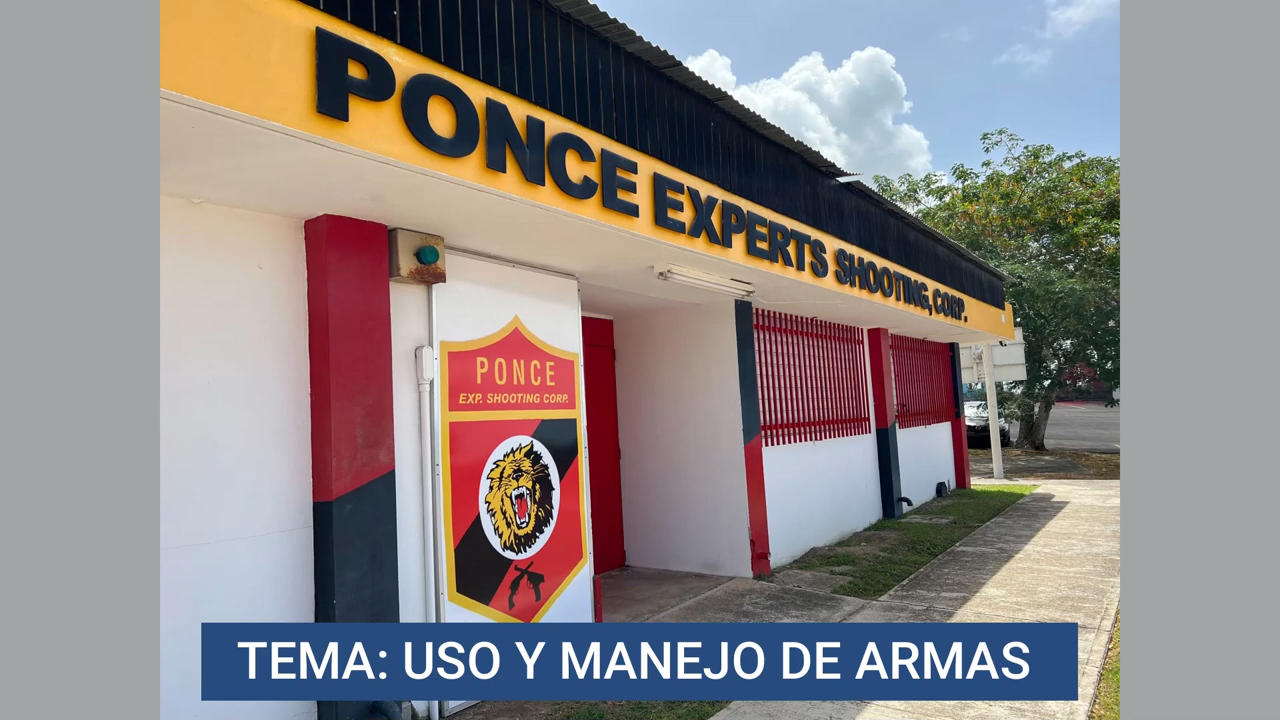 PONCE EXPERTS SHOOTING, CORP.
PONCE
EXP. SHOOTING CORP.
TEMA: USO Y MANEJO DE ARMAS